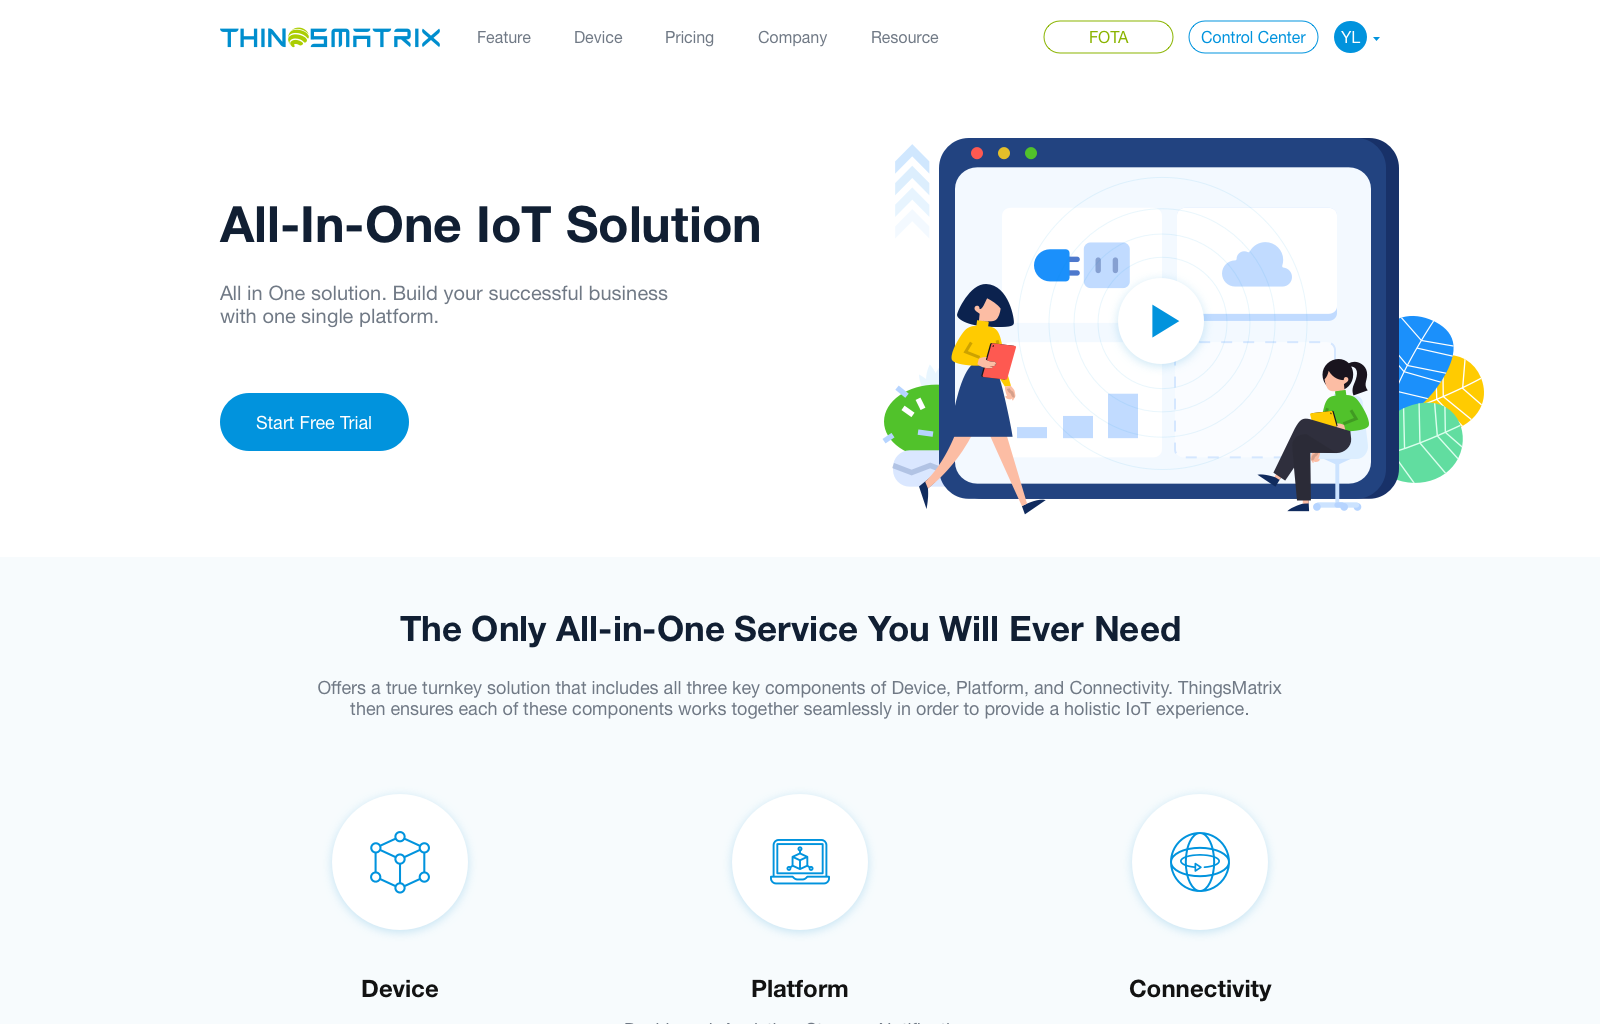 THINGSMATRIX
Feature
Device
Pricing
Company
Resource
FOTA
Control Center
YL
All-In-One IoT Solution
All in One solution. Build your successful business
with one single platform.
Start Free Trial
The Only All-in-One Service You Will Ever Need
Offers a true turnkey solution that includes all three key components of Device, Platform, and Connectivity. ThingsMatrix
then ensures each of these components works together seamlessly in order to provide a holistic IoT experience.
Device
Platform
Connectivity